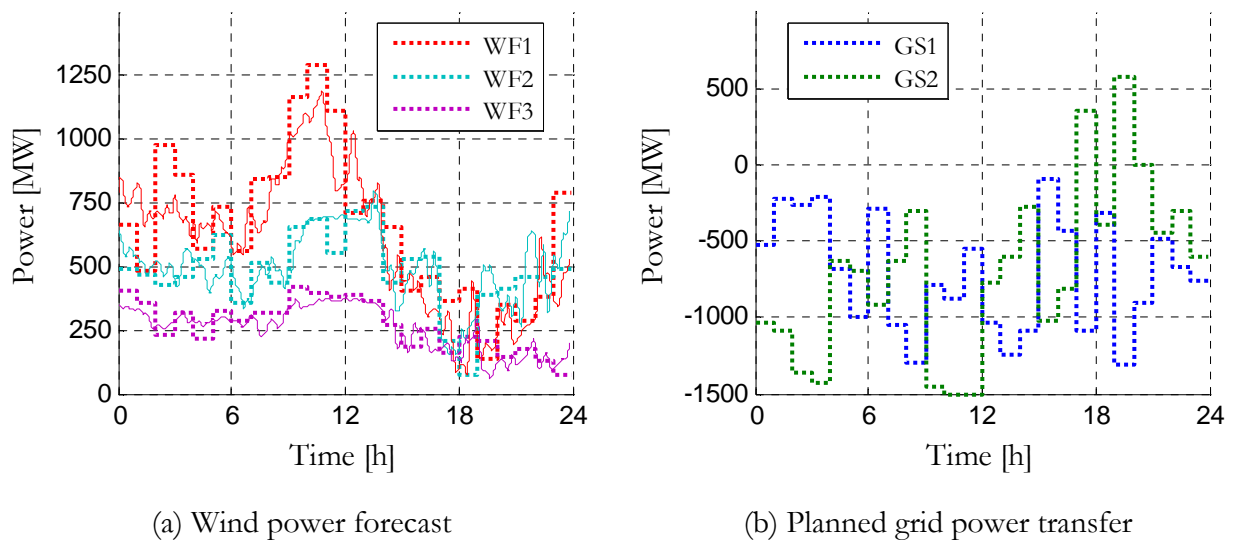 WF1
WF2
WF3
1250
1000
750
500
250
0
Power [MW]
0
6
12
18
24
Time [h]
(a) Wind power forecast
GS1
GS2
500
0
-500
-1000
-1500
Power [MW]
0
6
12
18
24
Time [h]
(b) Planned grid power transfer